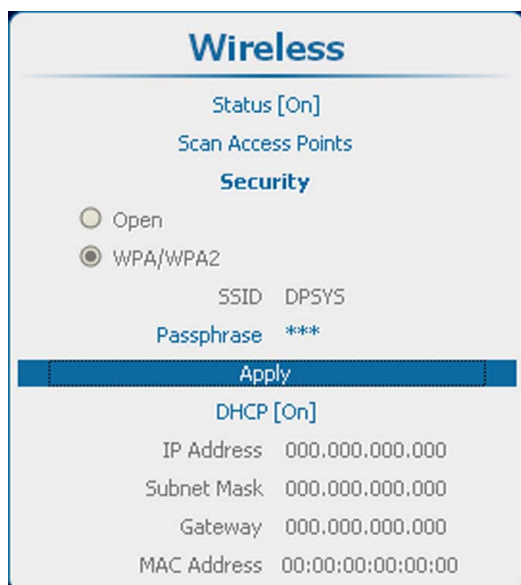 Wireless
Status [On]
Scan Access Points
Security
Open
WPA/WPA2
SSID DPSYS
Passphrase ***
Apply
DHCP [On]
IP Address 000.000.000.000
Subnet Mask 000.000.000.000
Gateway 000.000.000.000
MAC Address 00:00:00:00:00:00